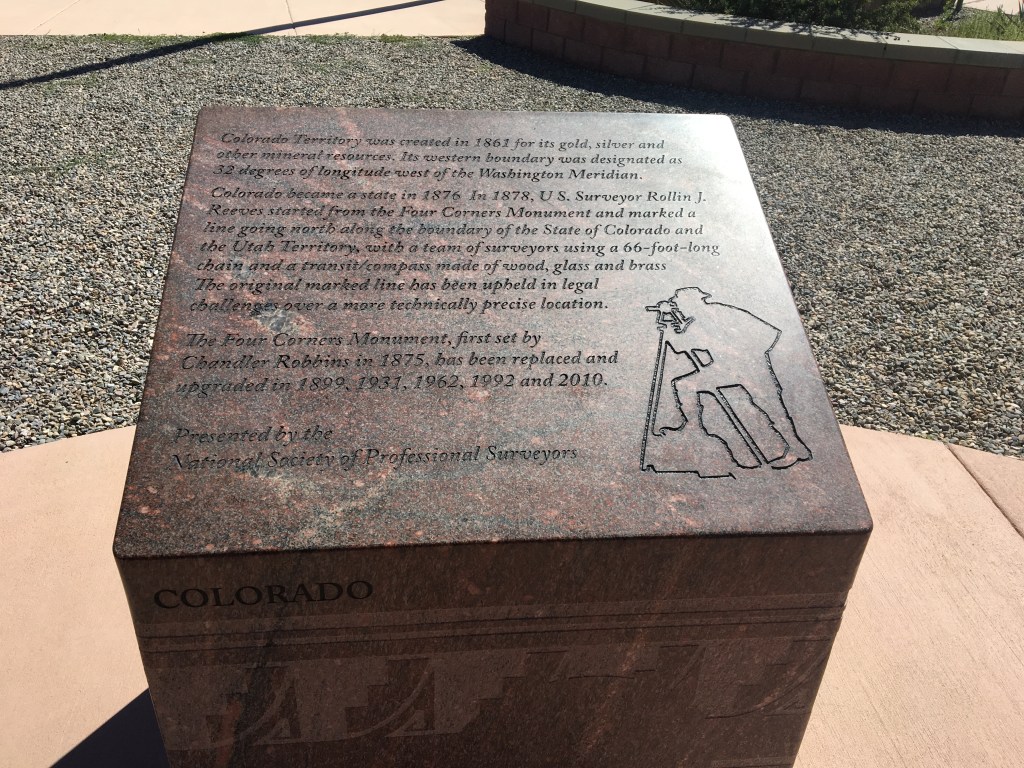 Colorado Territory was created in 1861 for its gold, silver and
other mineral resources. Its western boundary was designated as
32 degrees of longitude west of the Washington Meridian.
Colorado became a state in 1876 In 1878, U S. Surveyor Rollin J.
Reeves started from the Four Corners Monument and marked a
line going north along the boundary of the State of Colorado and
the Utah Territory, with a team of surveyors using a 66-foot-long
chain and a transit/compass made of wood, glass and brass
The original marked line has been upheld in legal
challenges over a more technically precise location.
The Four Corners Monument, first set by
Chandler Robbins in 1875, has been replaced and
upgraded in 1899, 1931, 1962, 1992 and 2010.
Presented by the
National Society of Professional Surveyors
COLORADO